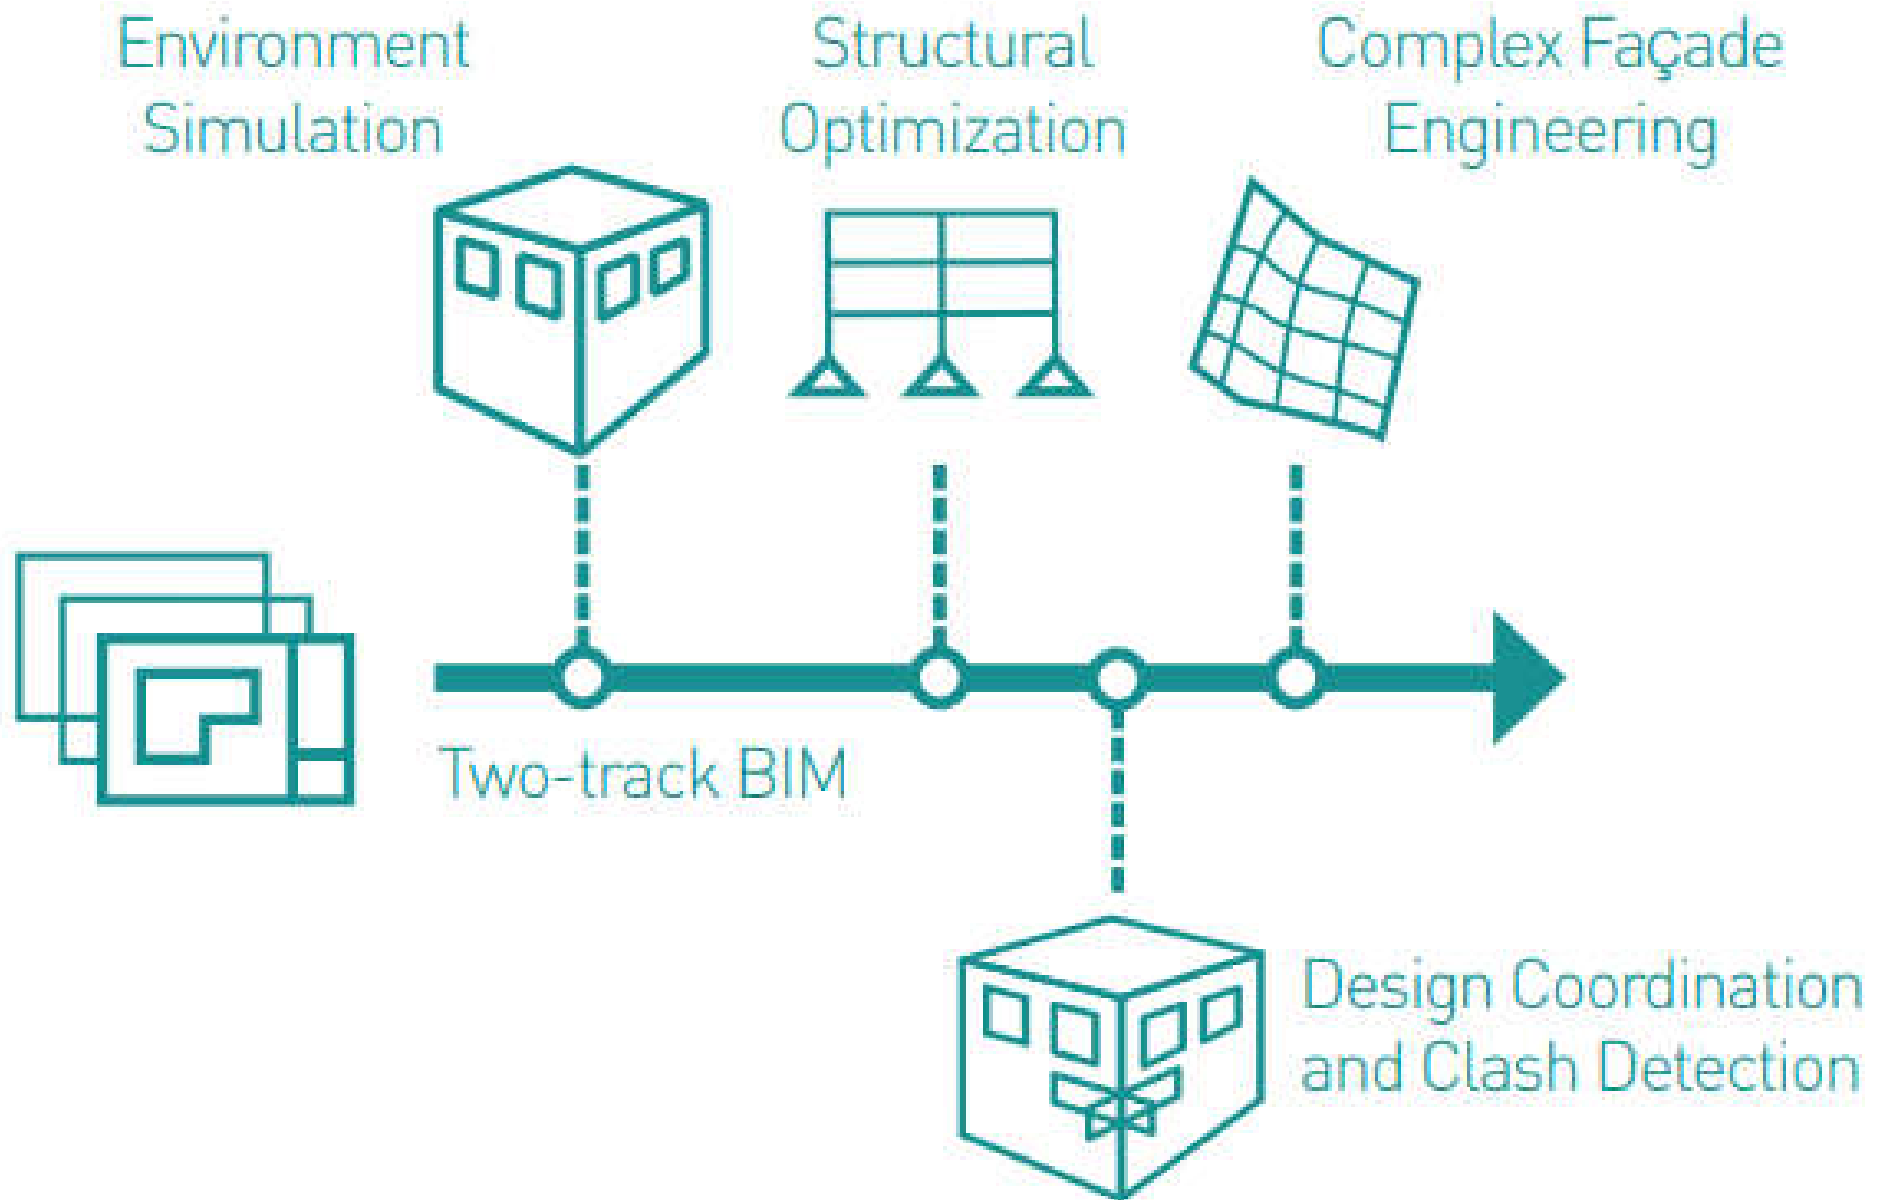 Environment
Simulation
Structural
Optimization
Complex Façade
Engineering
Two-track BIM
Design Coordination
and Clash Detection